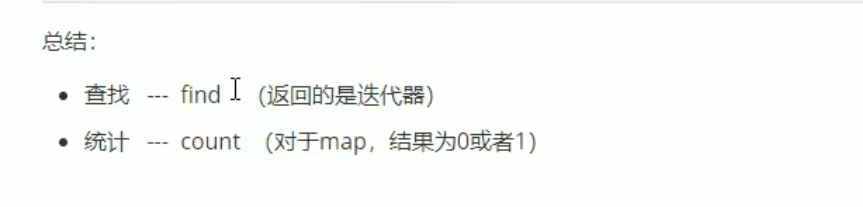 总结：
• 查找 --- find （返回的是迭代器）
• 统计 --- count （对于map，结果为0或者1）